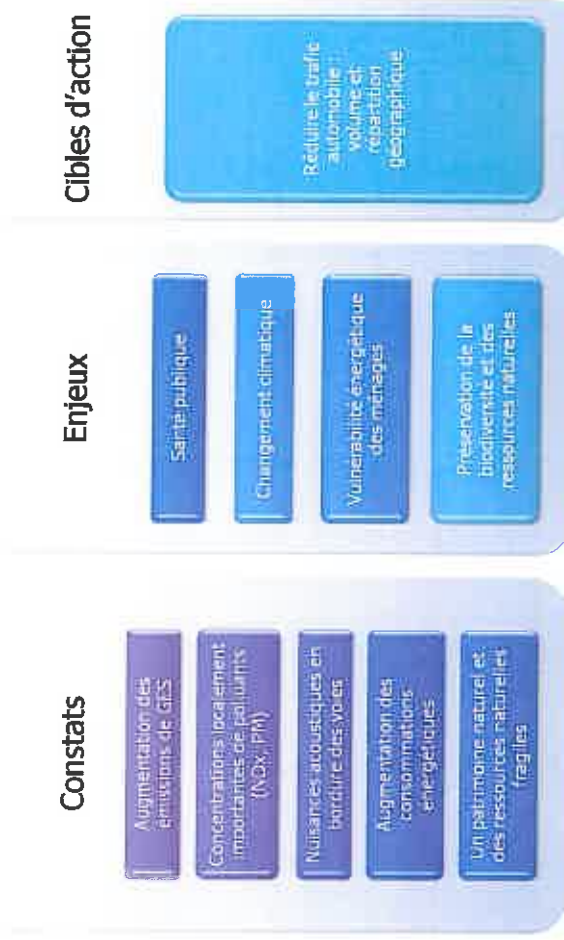 Constats
Augmentation des
émissions de GES
Concentrations localement
importantes de polluants
(NOx, PM)
Nuisances acoustiques en
bordure des voies
Augmentation des
consommations
énergétiques
Un patrimoine naturel et
des ressources naturelles
fragiles
Enjeux
Santé publique
Changement climatique
Vulnérabilité énergétique
des ménages
Préservation de la
biodiversité et des
ressources naturelles
Cibles d'action
Réduire le trafic
automobile :
volume et
répartition
géographique